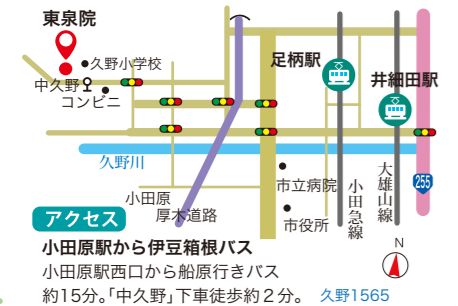 東泉院
久野小学校
中久野
コンビニ
足柄駅
井細田駅
久野川
255
市立病院
小田急線
大雄山線
小田原
厚木道路
市役所
N
アクセス
小田原駅から伊豆箱根バス
小田原駅西口から船原行きバス
約15分。「中久野」下車徒歩約2分。
久野1565